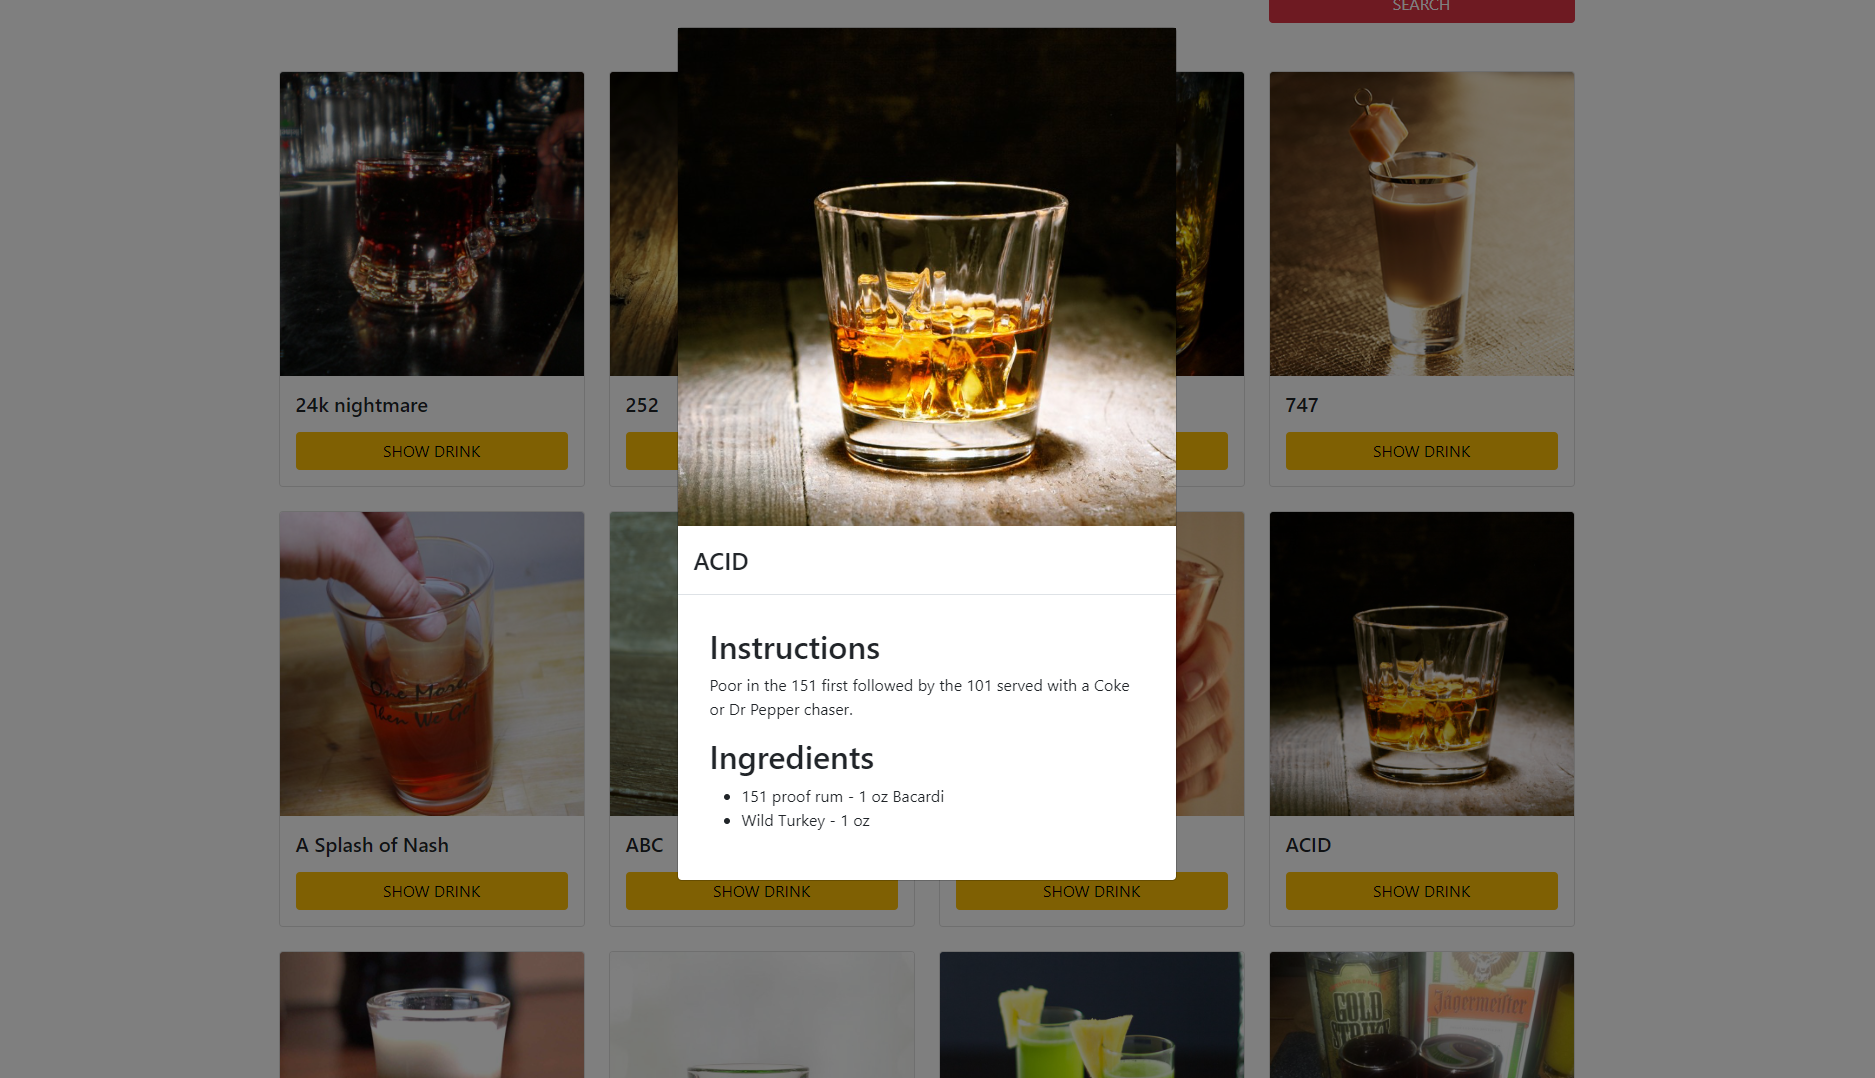 SEARCH
24k nightmare
SHOW DRINK
252
747
SHOW DRINK
ACID
Instructions
Poor in the 151 first followed by the 101 served with a Coke
or Dr Pepper chaser.
Ingredients
151 proof rum - 1 oz Bacardi
Wild Turkey - 1 oz
One More..
Then We Go!
A Splash of Nash
SHOW DRINK
ABC
SHOW DRINK
SHOW DRINK
ACID
SHOW DRINK
GOLD
STRIKE
Jägermeister